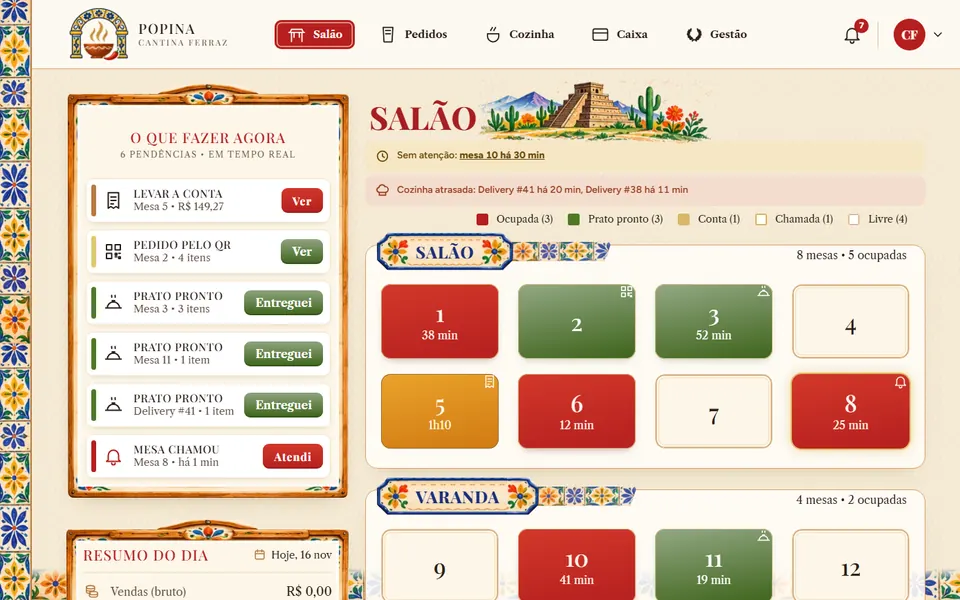 POPINA
CANTINA FERRAZ
Salão
Pedidos
Cozinha
Caixa
Gestão
7
CF
O QUE FAZER AGORA
6 PENDÊNCIAS • EM TEMPO REAL
LEVAR A CONTA
Mesa 5 • R$ 149,27
Ver
PEDIDO PELO QR
Mesa 2 • 4 itens
Ver
PRATO PRONTO
Mesa 3 • 3 itens
Entreguei
PRATO PRONTO
Mesa 11 • 1 item
Entreguei
PRATO PRONTO
Delivery #41 • 1 item
Entreguei
MESA CHAMOU
Mesa 8 • há 1 min
Atendi
RESUMO DO DIA
Hoje, 16 nov
Vendas (bruto)
R$ 0,00
SALÃO
Sem atenção: mesa 10 há 30 min
Cozinha atrasada: Delivery #41 há 20 min, Delivery #38 há 11 min
Ocupada (3)
Prato pronto (3)
Conta (1)
Chamada (1)
Livre (4)
SALÃO
8 mesas • 5 ocupadas
1
38 min
2
3
52 min
4
5
1h10
6
12 min
7
8
25 min
VARANDA
4 mesas • 2 ocupadas
9
10
41 min
11
19 min
12